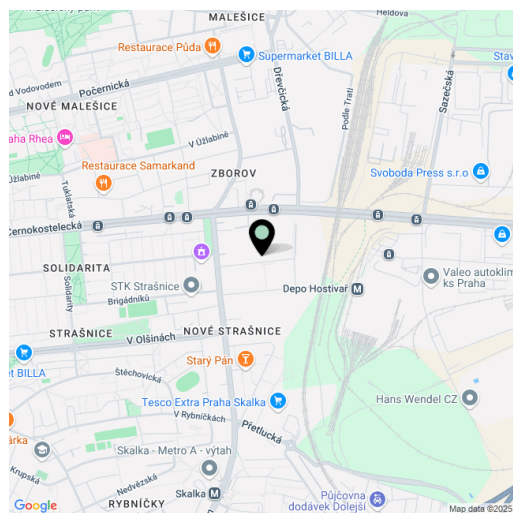 MALEŠICE
Restaurace Půda
Supermarket BILLA
Počernická
Dřevčická
Podle Trati
Sazečská
NOVÉ MALEŠICE
V Úžlabině
Praha Rhea
Restaurace Samarkand
ZBOROV
Svoboda Press s.r.o
Úžlabině
Tuklatská
Černokostelecká
SOLIDARITA
Solidarity
STK Strašnice
Brigádníků
Depo Hostivař M
Valeo autoklim
ks Praha
STRAŠNICE
V Olšinách
NOVÉ STRAŠNICE
BILLA
Starý Pán
Štěchovická
Tesco Extra Praha Skalka
Hans Wendel CZ
V Rybníčkách
Přetlucká
Skalka - Metro A - výtah
Krupská
Nedvězská
RYBNÍČKY
Skalka M
Půjčovna
dodávek Dolejší
Google
Map data ©2025